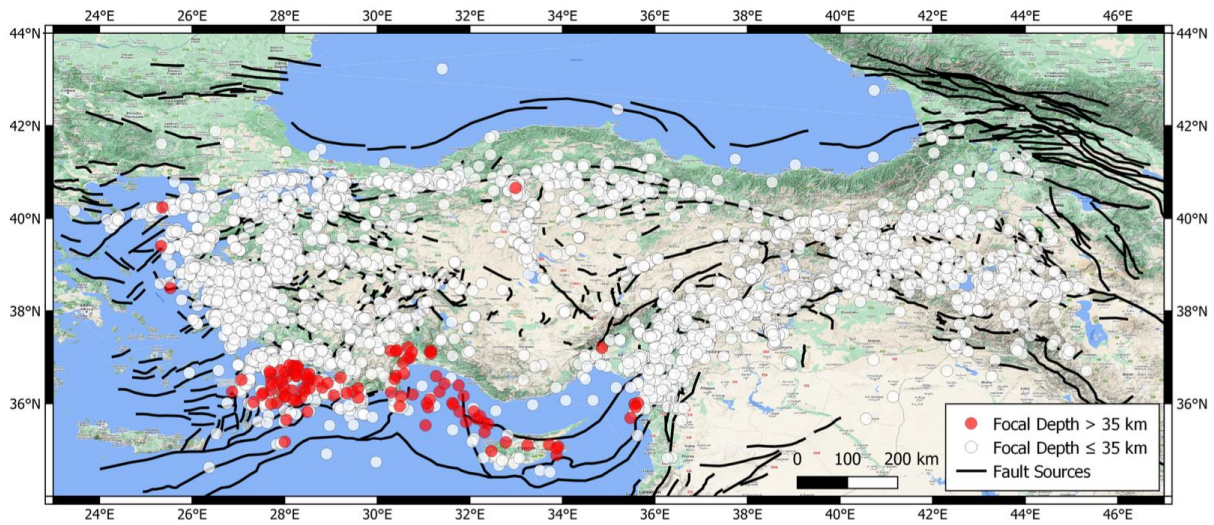 24°E 26°E 28°E 30°E 32°E 34°E 36°E 38°E 40°E 42°E 44°E 46°E
44°N 44°N
42°N 42°N
40°N 40°N
38°N 38°N
36°N 36°N
Focal Depth > 35 km
Focal Depth ≤ 35 km
Fault Sources
0 100 200 km
24°E 26°E 28°E 30°E 32°E 34°E 36°E 38°E 40°E 42°E 44°E 46°E